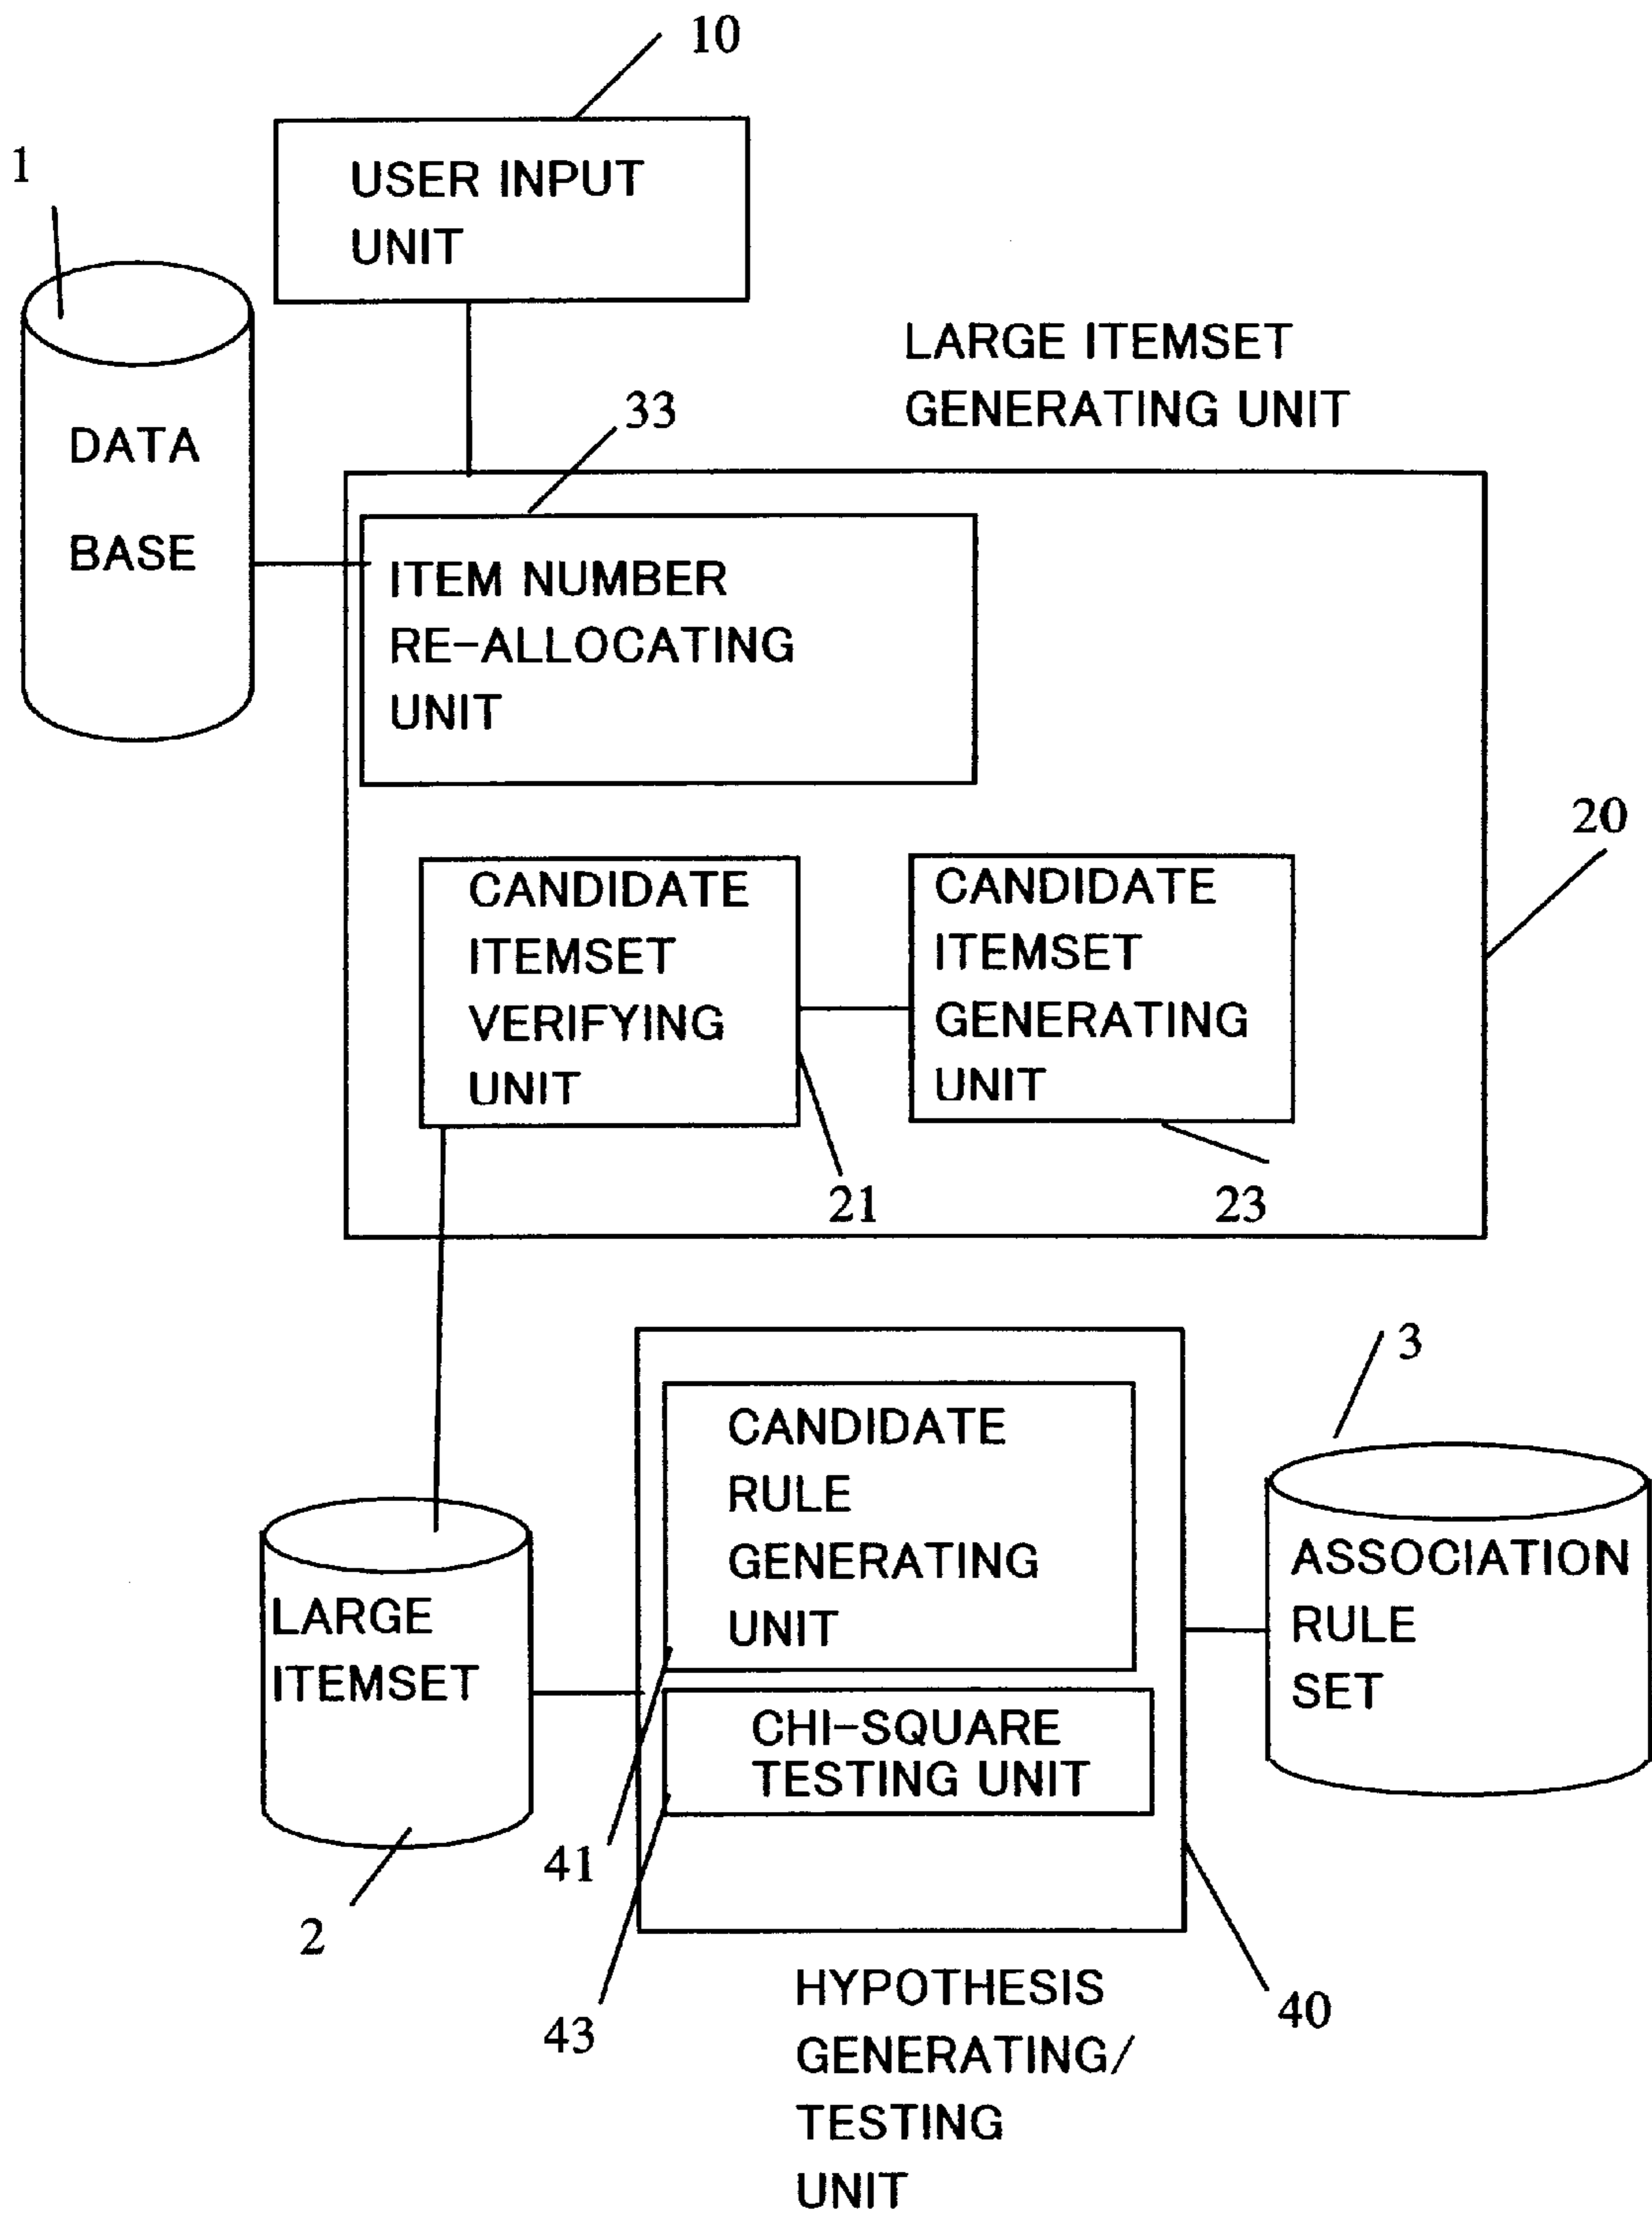 10
1
USER INPUT
UNIT
LARGE ITEMSET
GENERATING UNIT
33
DATA
BASE
ITEM NUMBER
RE-ALLOCATING
UNIT
20
CANDIDATE
ITEMSET
VERIFYING
UNIT
CANDIDATE
ITEMSET
GENERATING
UNIT
21
23
3
CANDIDATE
RULE
GENERATING
UNIT
ASSOCIATION
RULE
SET
LARGE
ITEMSET
CHI-SQUARE
TESTING UNIT
41
2
43
40
HYPOTHESIS
GENERATING/
TESTING
UNIT